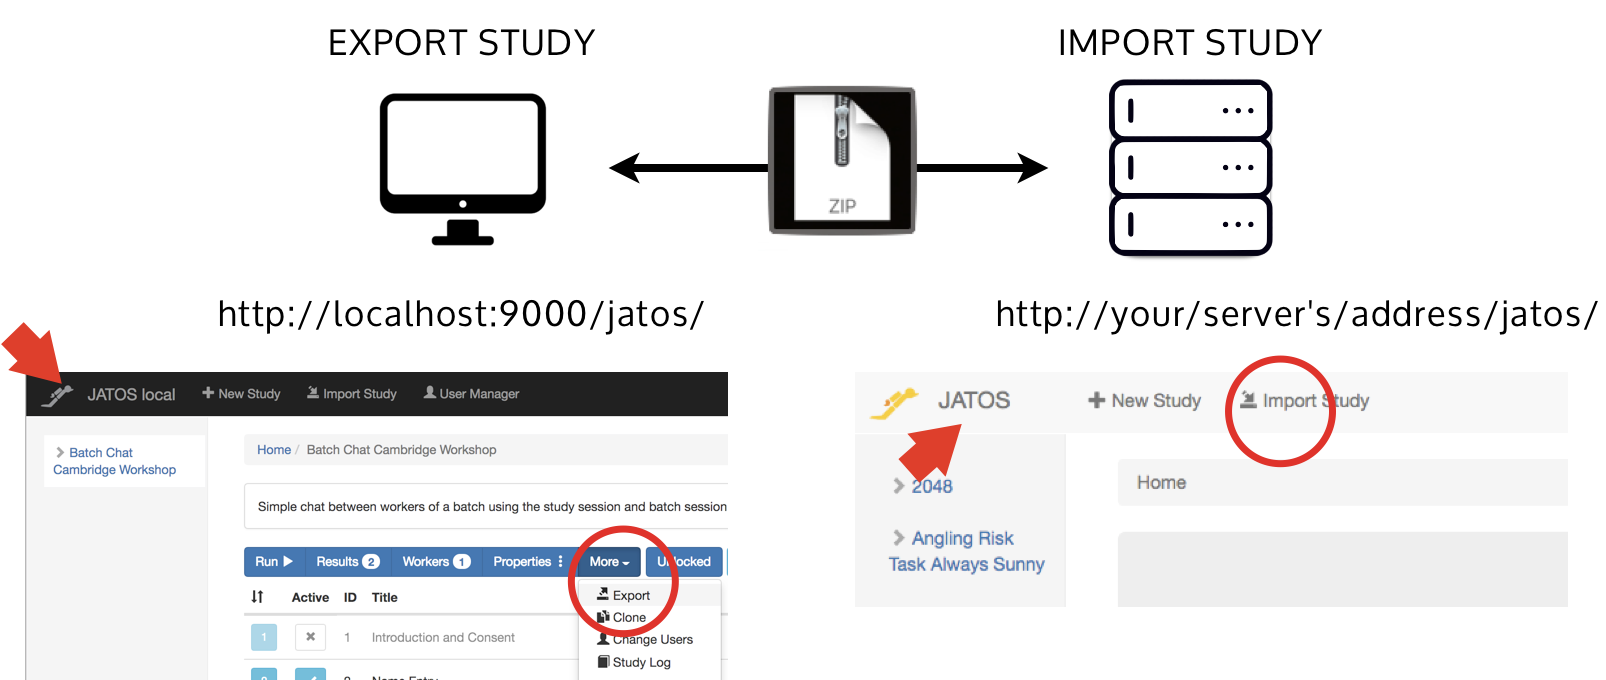 EXPORT STUDY
IMPORT STUDY
ZIP
http://localhost:9000/jatos/
http://your/server's/address/jatos/
JATOS local
New Study
Import Study
User Manager
Batch Chat
Cambridge Workshop
Home / Batch Chat Cambridge Workshop
Simple chat between workers of a batch using the study session and batch session
Run
Results 2
Workers 1
Properties
More
Unlocked
Export
Clone
Change Users
Study Log
Active ID Title
1 1 Introduction and Consent
Name Entry
JATOS
New Study
Import Study
2048
Home
Angling Risk
Task Always Sunny